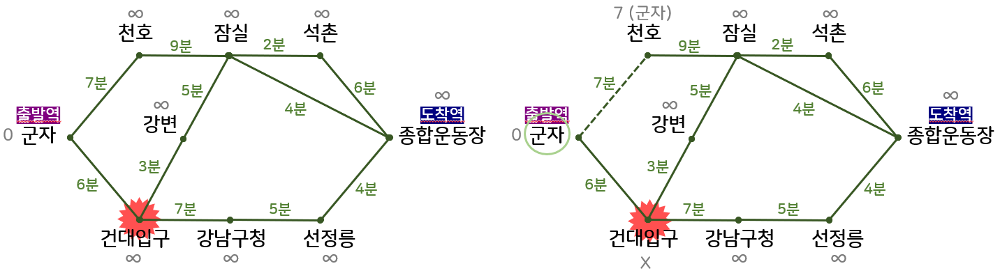 ∞
∞
∞
천호
잠실
석촌
9분
2분
7분
5분
6분
∞
∞
4분
출발역
강변
도착역
0 군자
종합운동장
3분
6분
4분
7분
5분
건대입구
강남구청
선정릉
∞
∞
∞
7 (군자)
∞
∞
천호
잠실
석촌
9분
2분
7분
5분
6분
∞
∞
4분
출발역
강변
도착역
0 군자
종합운동장
3분
6분
4분
7분
5분
건대입구
강남구청
선정릉
X
∞
∞